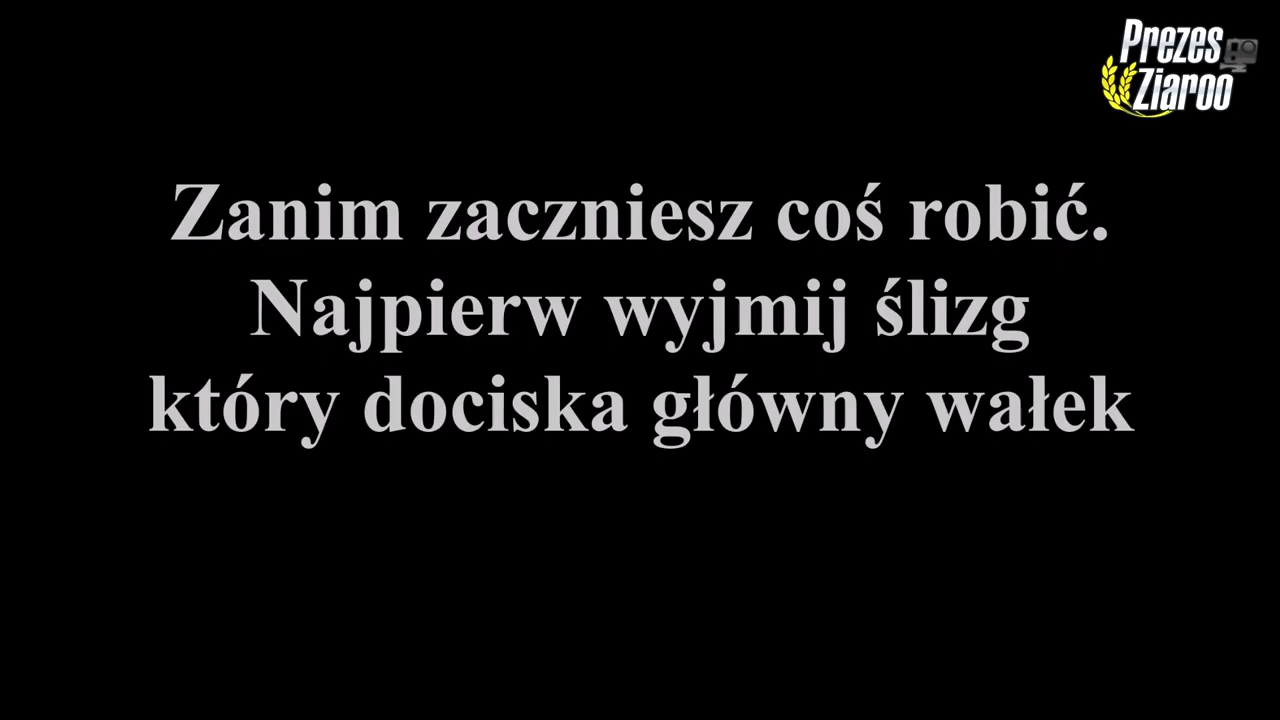 Prezes
Ziaroo
Zanim zaczniesz coś robić.
Najpierw wyjmij ślizg
który dociska główny wałek